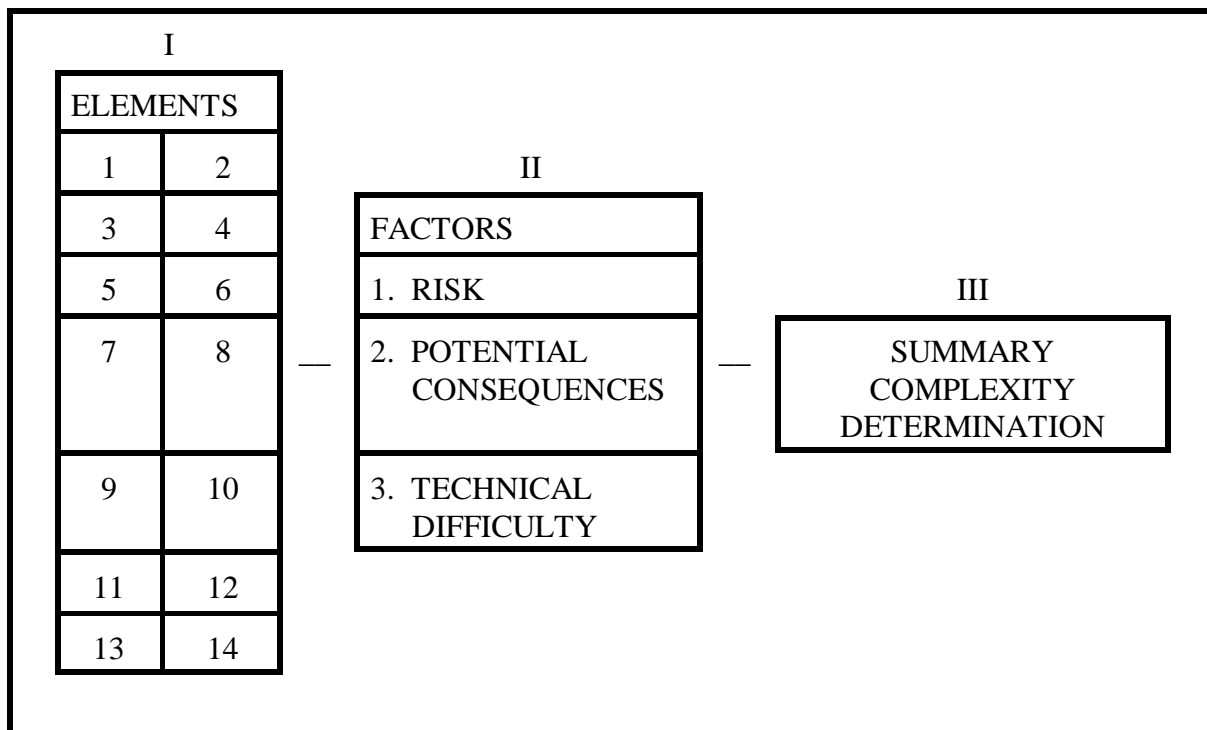 I
ELEMENTS
1 2
3 4
5 6
7 8
9 10
11 12
13 14
II
FACTORS
1. RISK
2. POTENTIAL
CONSEQUENCES
3. TECHNICAL
DIFFICULTY
III
SUMMARY
COMPLEXITY
DETERMINATION